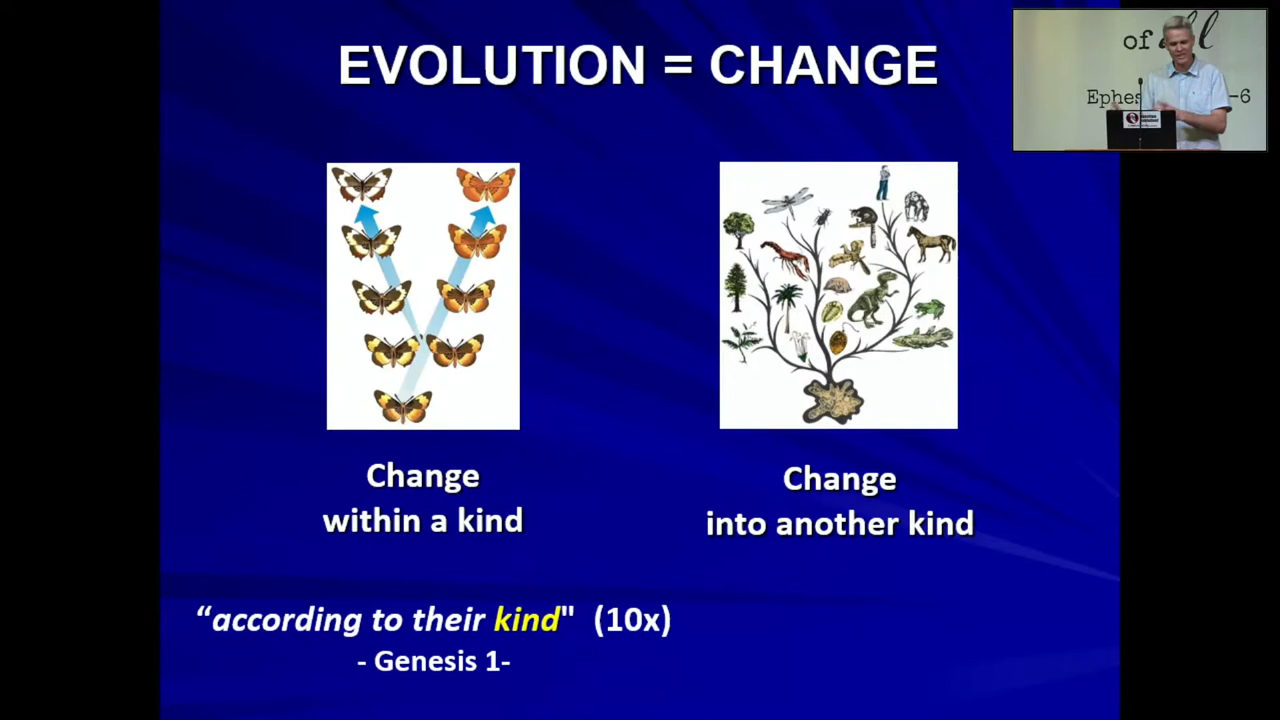 EVOLUTION = CHANGE
of all
Ephes -6
Change
within a kind
Change
into another kind
“according to their kind" (10x)
- Genesis 1-